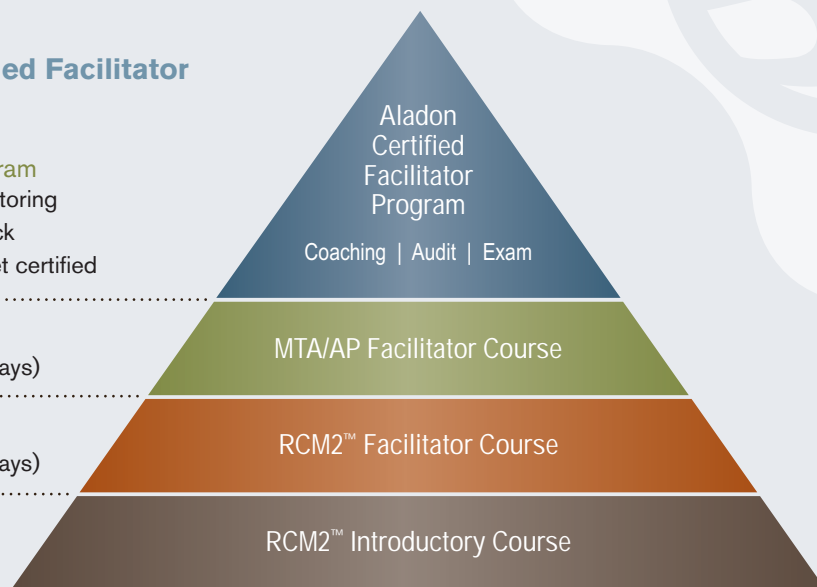 ed Facilitator
ram
toring
ck
t certified
ays)
ays)
Aladon
Certified
Facilitator
Program
Coaching | Audit | Exam
MTA/AP Facilitator Course
RCM2™ Facilitator Course
RCM2™ Introductory Course